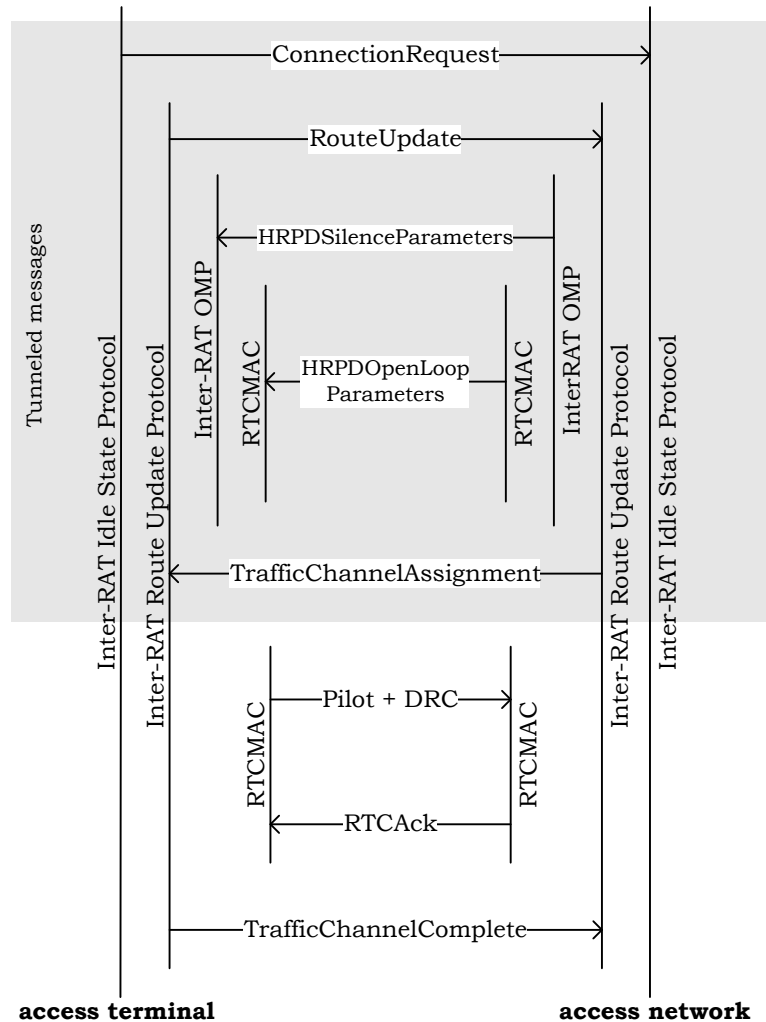 ConnectionRequest
RouteUpdate
HRPDSilenceParameters
HRPDOpenLoop
Parameters
TrafficChannelAssignment
Tunneled messages
Inter-RAT Idle State Protocol
Inter-RAT Route Update Protocol
Inter-RAT OMP
RTCMAC
RTCMAC
InterRAT OMP
Inter-RAT Route Update Protocol
Inter-RAT Idle State Protocol
Pilot + DRC
RTCMAC
RTCMAC
RTCAck
TrafficChannelComplete
access terminal
access network